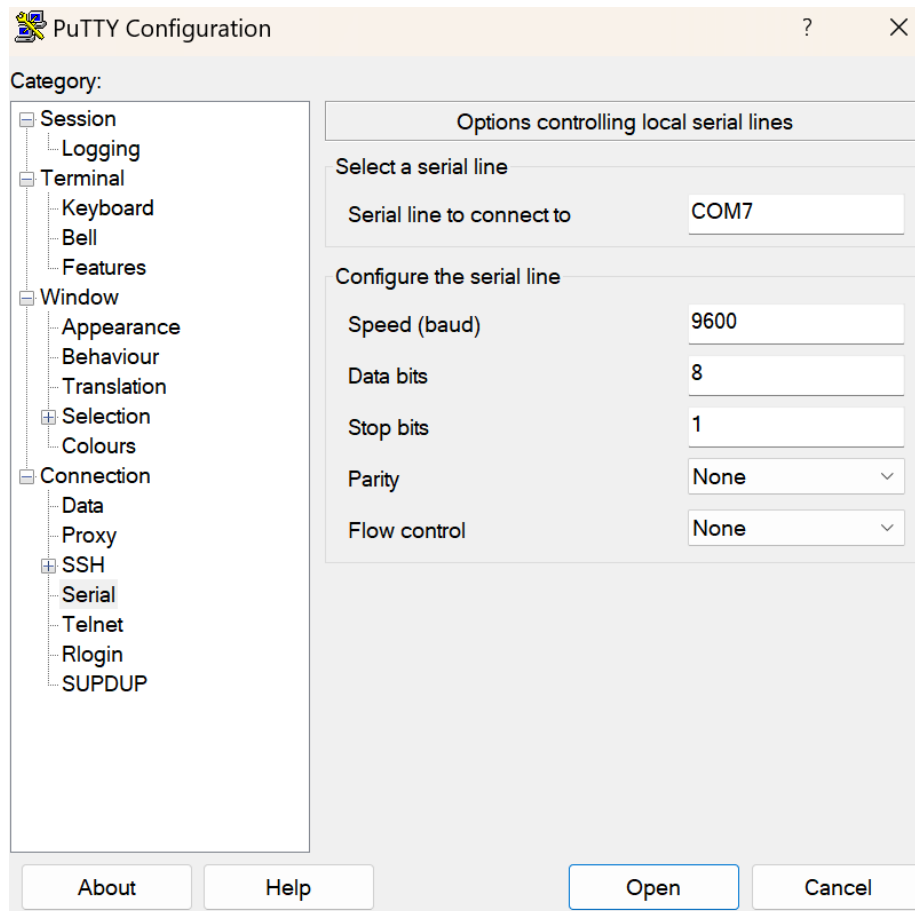 PuTTY Configuration
?
Category:
Session
Logging
Terminal
Keyboard
Bell
Features
Window
Appearance
Behaviour
Translation
Selection
Colours
Connection
Data
Proxy
SSH
Serial
Telnet
Rlogin
SUPDUP
Options controlling local serial lines
Select a serial line
Serial line to connect to COM7
Configure the serial line
Speed (baud) 9600
Data bits 8
Stop bits 1
Parity None
Flow control None
About Help Open Cancel